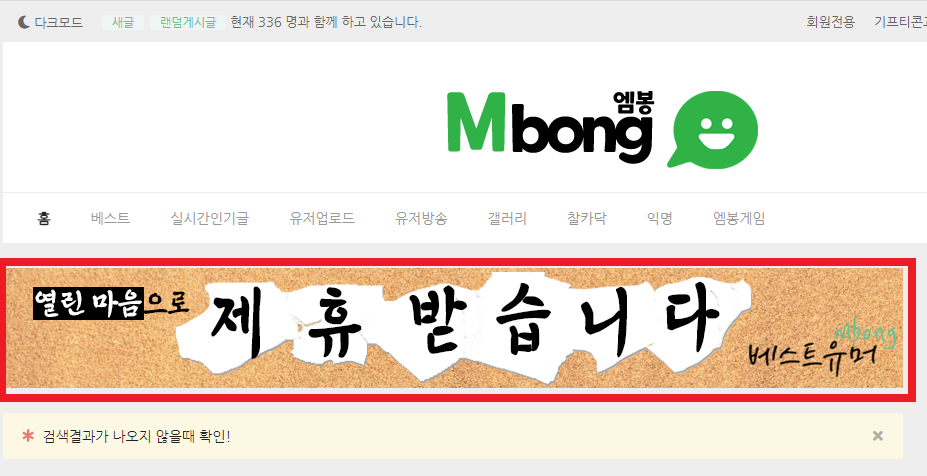 다크모드 새글 랜덤게시글 현재 336 명과 함께 하고 있습니다. 회원전용
엠봉
Mbong
홈 베스트 실시간인기글 유저업로드 유저방송 갤러리 찰카닥 익명 엠봉게임
열린 마음으로 제휴 받습니다
mbong
베스트유머
* 검색결과가 나오지 않을때 확인! ×